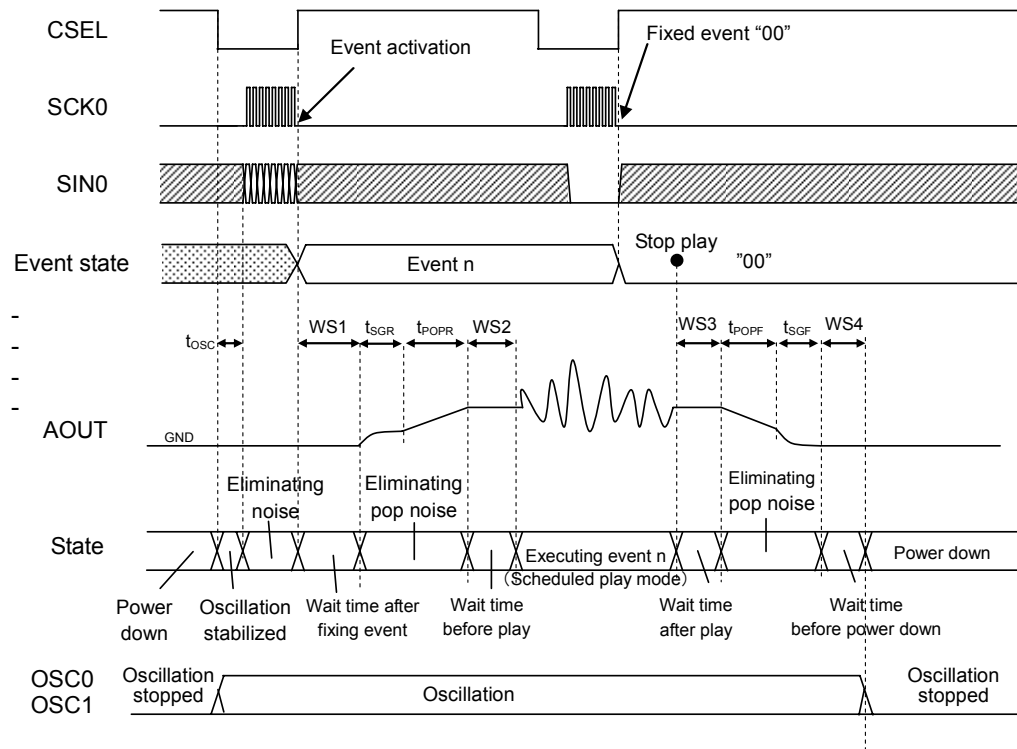 CSEL
Event activation
Fixed event “00”
SCK0
SIN0
Event state
Event n
Stop play
”00”
-
-
-
-
tOSC
WS1
tSGR
tPOPR
WS2
WS3
tPOPF
tSGF
WS4
AOUT
GND
Eliminating
noise
Eliminating
pop noise
Eliminating
pop noise
State
Executing event n
(Scheduled play mode)
Power down
Power
down
Oscillation
stabilized
Wait time after
fixing event
Wait time
before play
Wait time
after play
Wait time
before power down
OSC0
OSC1
Oscillation
stopped
Oscillation
Oscillation
stopped